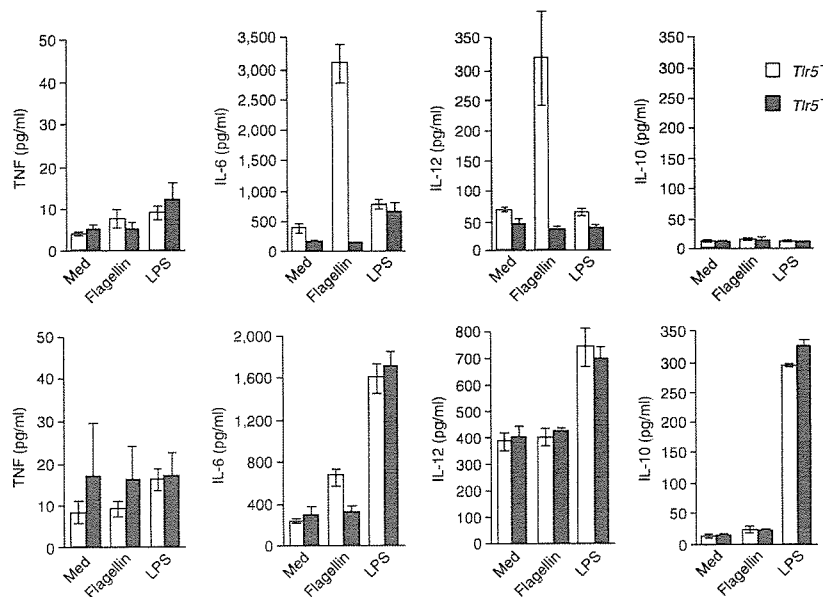 TNF (pg/ml)
50
40
30
20
10
0
Med
Flagellin
LPS
IL-6 (pg/ml)
3,500
3,000
2,500
2,000
1,500
1,000
500
0
Med
Flagellin
LPS
IL-12 (pg/ml)
350
300
250
200
150
100
50
0
Med
Flagellin
LPS
IL-10 (pg/ml)
350
300
250
200
150
100
50
0
Med
Flagellin
LPS
Tlr5-
Tlr5-
TNF (pg/ml)
50
40
30
20
10
0
Med
Flagellin
LPS
IL-6 (pg/ml)
2,000
1,600
1,200
800
400
0
Med
Flagellin
LPS
IL-12 (pg/ml)
800
700
600
500
400
300
200
100
0
Med
Flagellin
LPS
IL-10 (pg/ml)
350
300
250
200
150
100
50
0
Med
Flagellin
LPS